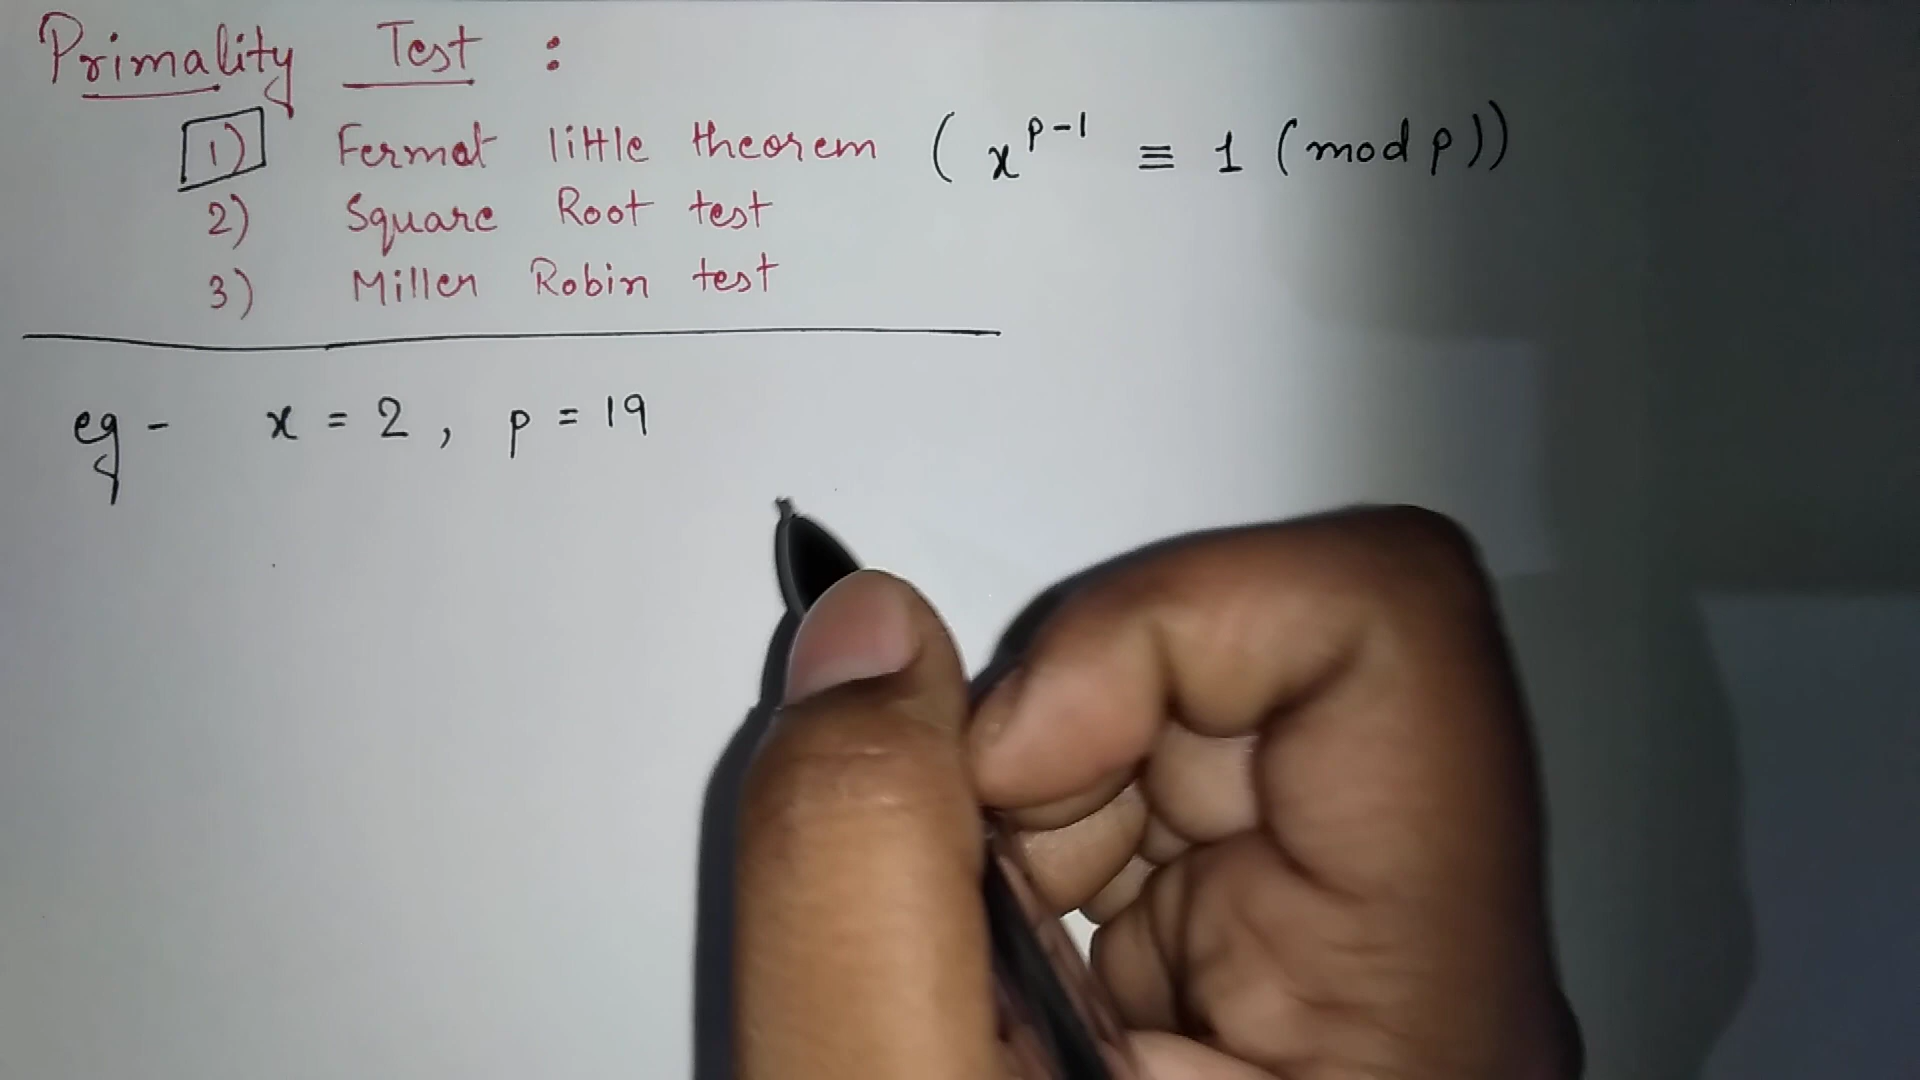 Primality Test :
1) Fermat little theorem ( x^{p-1} ≡ 1 (mod p))
2) Square Root test
3) Miller Robin test
eg - x = 2 , p = 19